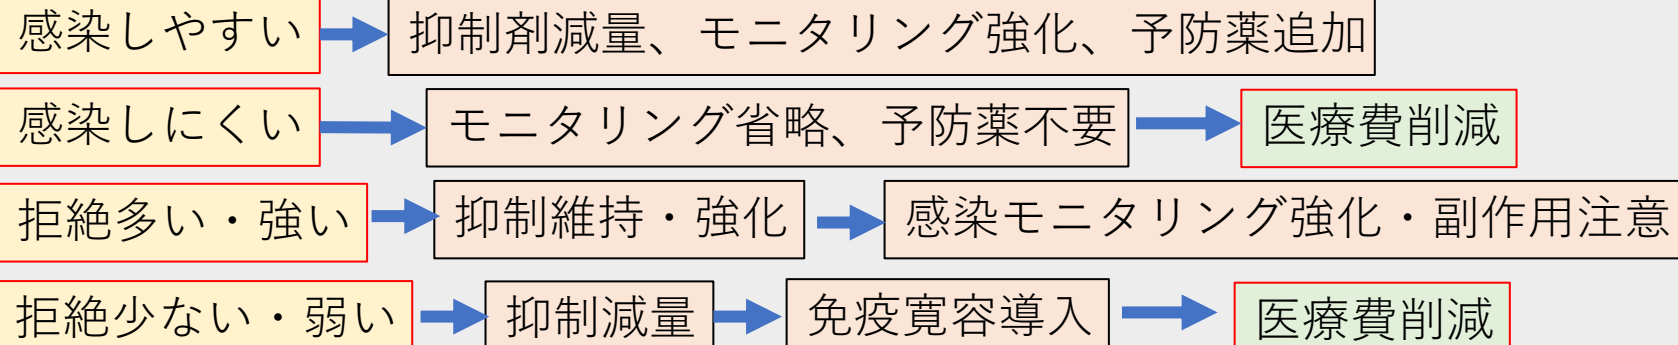 感染しやすい 抑制剤減量、モニタリング強化、予防薬追加
感染しにくい モニタリング省略、予防薬不要 医療費削減
拒絶多い・強い 抑制維持・強化 感染モニタリング強化・副作用注意
拒絶少ない・弱い 抑制減量 免疫寛容導入 医療費削減